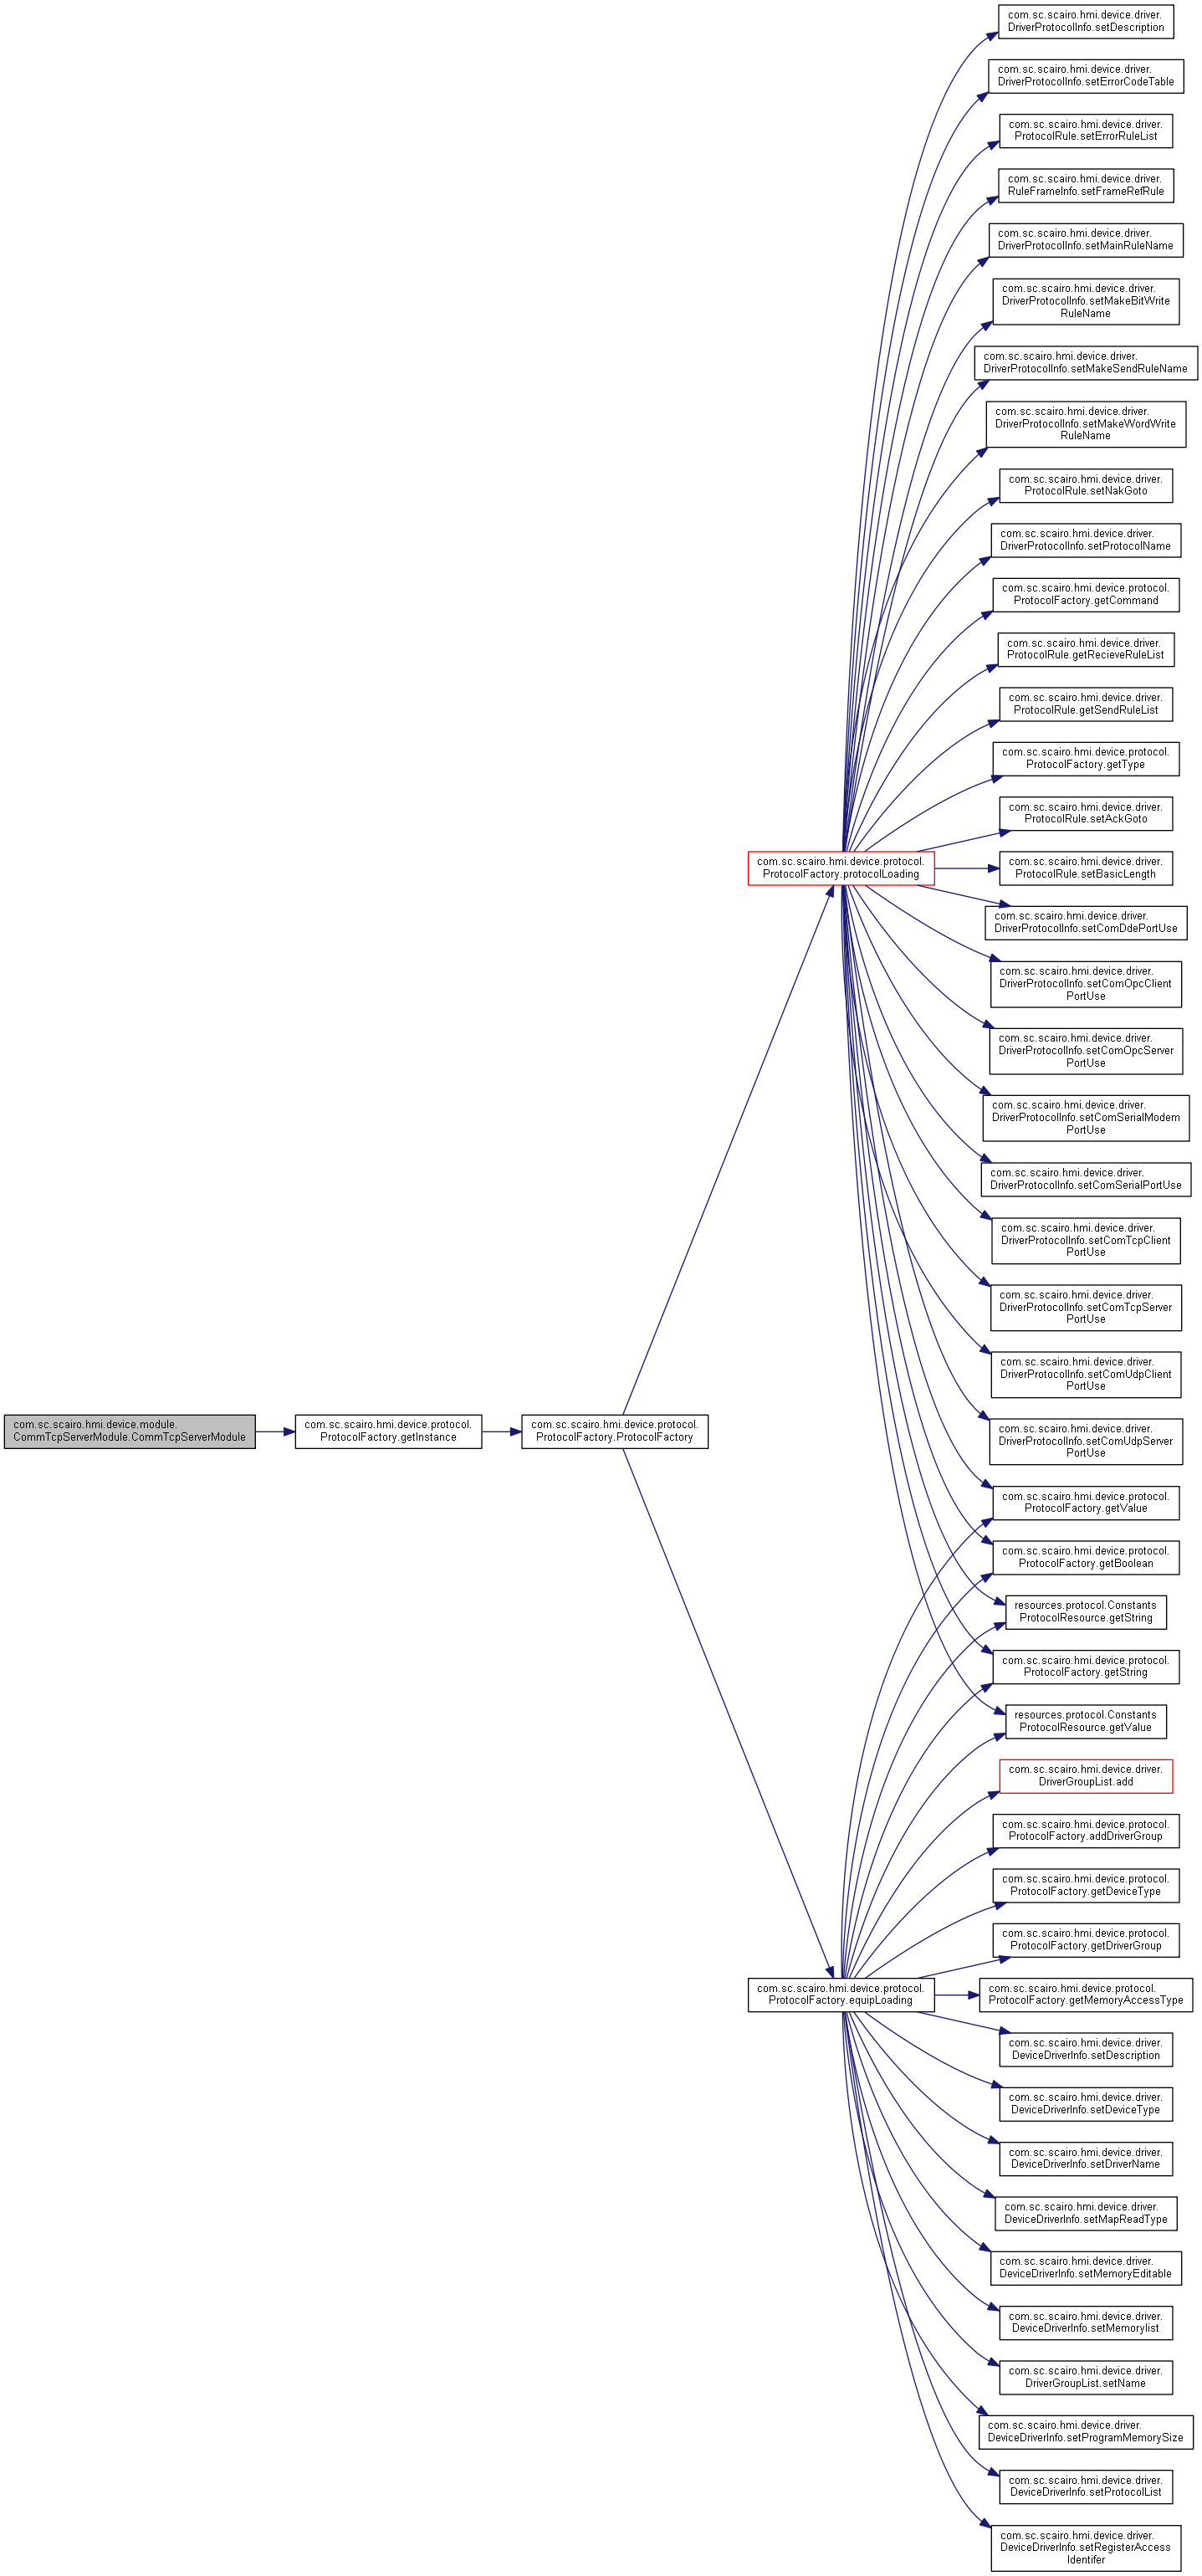 com.sc.scairo.hmi.device.driver.
DriverProtocolInfo.setDescription
com.sc.scairo.hmi.device.driver.
DriverProtocolInfo.setErrorCodeTable
com.sc.scairo.hmi.device.driver.
ProtocolRule.setErrorRuleList
com.sc.scairo.hmi.device.driver.
RuleFrameInfo.setFrameRefRule
com.sc.scairo.hmi.device.driver.
DriverProtocolInfo.setMainRuleName
com.sc.scairo.hmi.device.driver.
DriverProtocolInfo.setMakeBitWrite
RuleName
com.sc.scairo.hmi.device.driver.
DriverProtocolInfo.setMakeSendRuleName
com.sc.scairo.hmi.device.driver.
DriverProtocolInfo.setMakeWordWrite
RuleName
com.sc.scairo.hmi.device.driver.
ProtocolRule.setNakGoto
com.sc.scairo.hmi.device.driver.
DriverProtocolInfo.setProtocolName
com.sc.scairo.hmi.device.protocol.
ProtocolFactory.getCommand
com.sc.scairo.hmi.device.driver.
ProtocolRule.getRecieveRuleList
com.sc.scairo.hmi.device.driver.
ProtocolRule.getSendRuleList
com.sc.scairo.hmi.device.protocol.
ProtocolFactory.getType
com.sc.scairo.hmi.device.driver.
ProtocolRule.setAckGoto
com.sc.scairo.hmi.device.protocol.
ProtocolFactory.protocolLoading
com.sc.scairo.hmi.device.driver.
ProtocolRule.setBasicLength
com.sc.scairo.hmi.device.driver.
DriverProtocolInfo.setComDdePortUse
com.sc.scairo.hmi.device.driver.
DriverProtocolInfo.setComOpcClient
PortUse
com.sc.scairo.hmi.device.driver.
DriverProtocolInfo.setComOpcServer
PortUse
com.sc.scairo.hmi.device.driver.
DriverProtocolInfo.setComSerialModem
PortUse
com.sc.scairo.hmi.device.driver.
DriverProtocolInfo.setComSerialPortUse
com.sc.scairo.hmi.device.driver.
DriverProtocolInfo.setComTcpClient
PortUse
com.sc.scairo.hmi.device.driver.
DriverProtocolInfo.setComTcpServer
PortUse
com.sc.scairo.hmi.device.driver.
DriverProtocolInfo.setComUdpClient
PortUse
com.sc.scairo.hmi.device.module.
CommTcpServerModule.CommTcpServerModule
com.sc.scairo.hmi.device.protocol.
ProtocolFactory.getInstance
com.sc.scairo.hmi.device.protocol.
ProtocolFactory.ProtocolFactory
com.sc.scairo.hmi.device.driver.
DriverProtocolInfo.setComUdpServer
PortUse
com.sc.scairo.hmi.device.protocol.
ProtocolFactory.getValue
com.sc.scairo.hmi.device.protocol.
ProtocolFactory.getBoolean
resources.protocol.Constants
ProtocolResource.getString
com.sc.scairo.hmi.device.protocol.
ProtocolFactory.getString
resources.protocol.Constants
ProtocolResource.getValue
com.sc.scairo.hmi.device.driver.
DriverGroupList.add
com.sc.scairo.hmi.device.protocol.
ProtocolFactory.addDriverGroup
com.sc.scairo.hmi.device.protocol.
ProtocolFactory.getDeviceType
com.sc.scairo.hmi.device.protocol.
ProtocolFactory.getDriverGroup
com.sc.scairo.hmi.device.protocol.
ProtocolFactory.equipLoading
com.sc.scairo.hmi.device.protocol.
ProtocolFactory.getMemoryAccessType
com.sc.scairo.hmi.device.driver.
DeviceDriverInfo.setDescription
com.sc.scairo.hmi.device.driver.
DeviceDriverInfo.setDeviceType
com.sc.scairo.hmi.device.driver.
DeviceDriverInfo.setDriverName
com.sc.scairo.hmi.device.driver.
DeviceDriverInfo.setMapReadType
com.sc.scairo.hmi.device.driver.
DeviceDriverInfo.setMemoryEditable
com.sc.scairo.hmi.device.driver.
DeviceDriverInfo.setMemorylist
com.sc.scairo.hmi.device.driver.
DriverGroupList.setName
com.sc.scairo.hmi.device.driver.
DeviceDriverInfo.setProgramMemorySize
com.sc.scairo.hmi.device.driver.
DeviceDriverInfo.setProtocolList
com.sc.scairo.hmi.device.driver.
DeviceDriverInfo.setRegisterAccess
Identifer